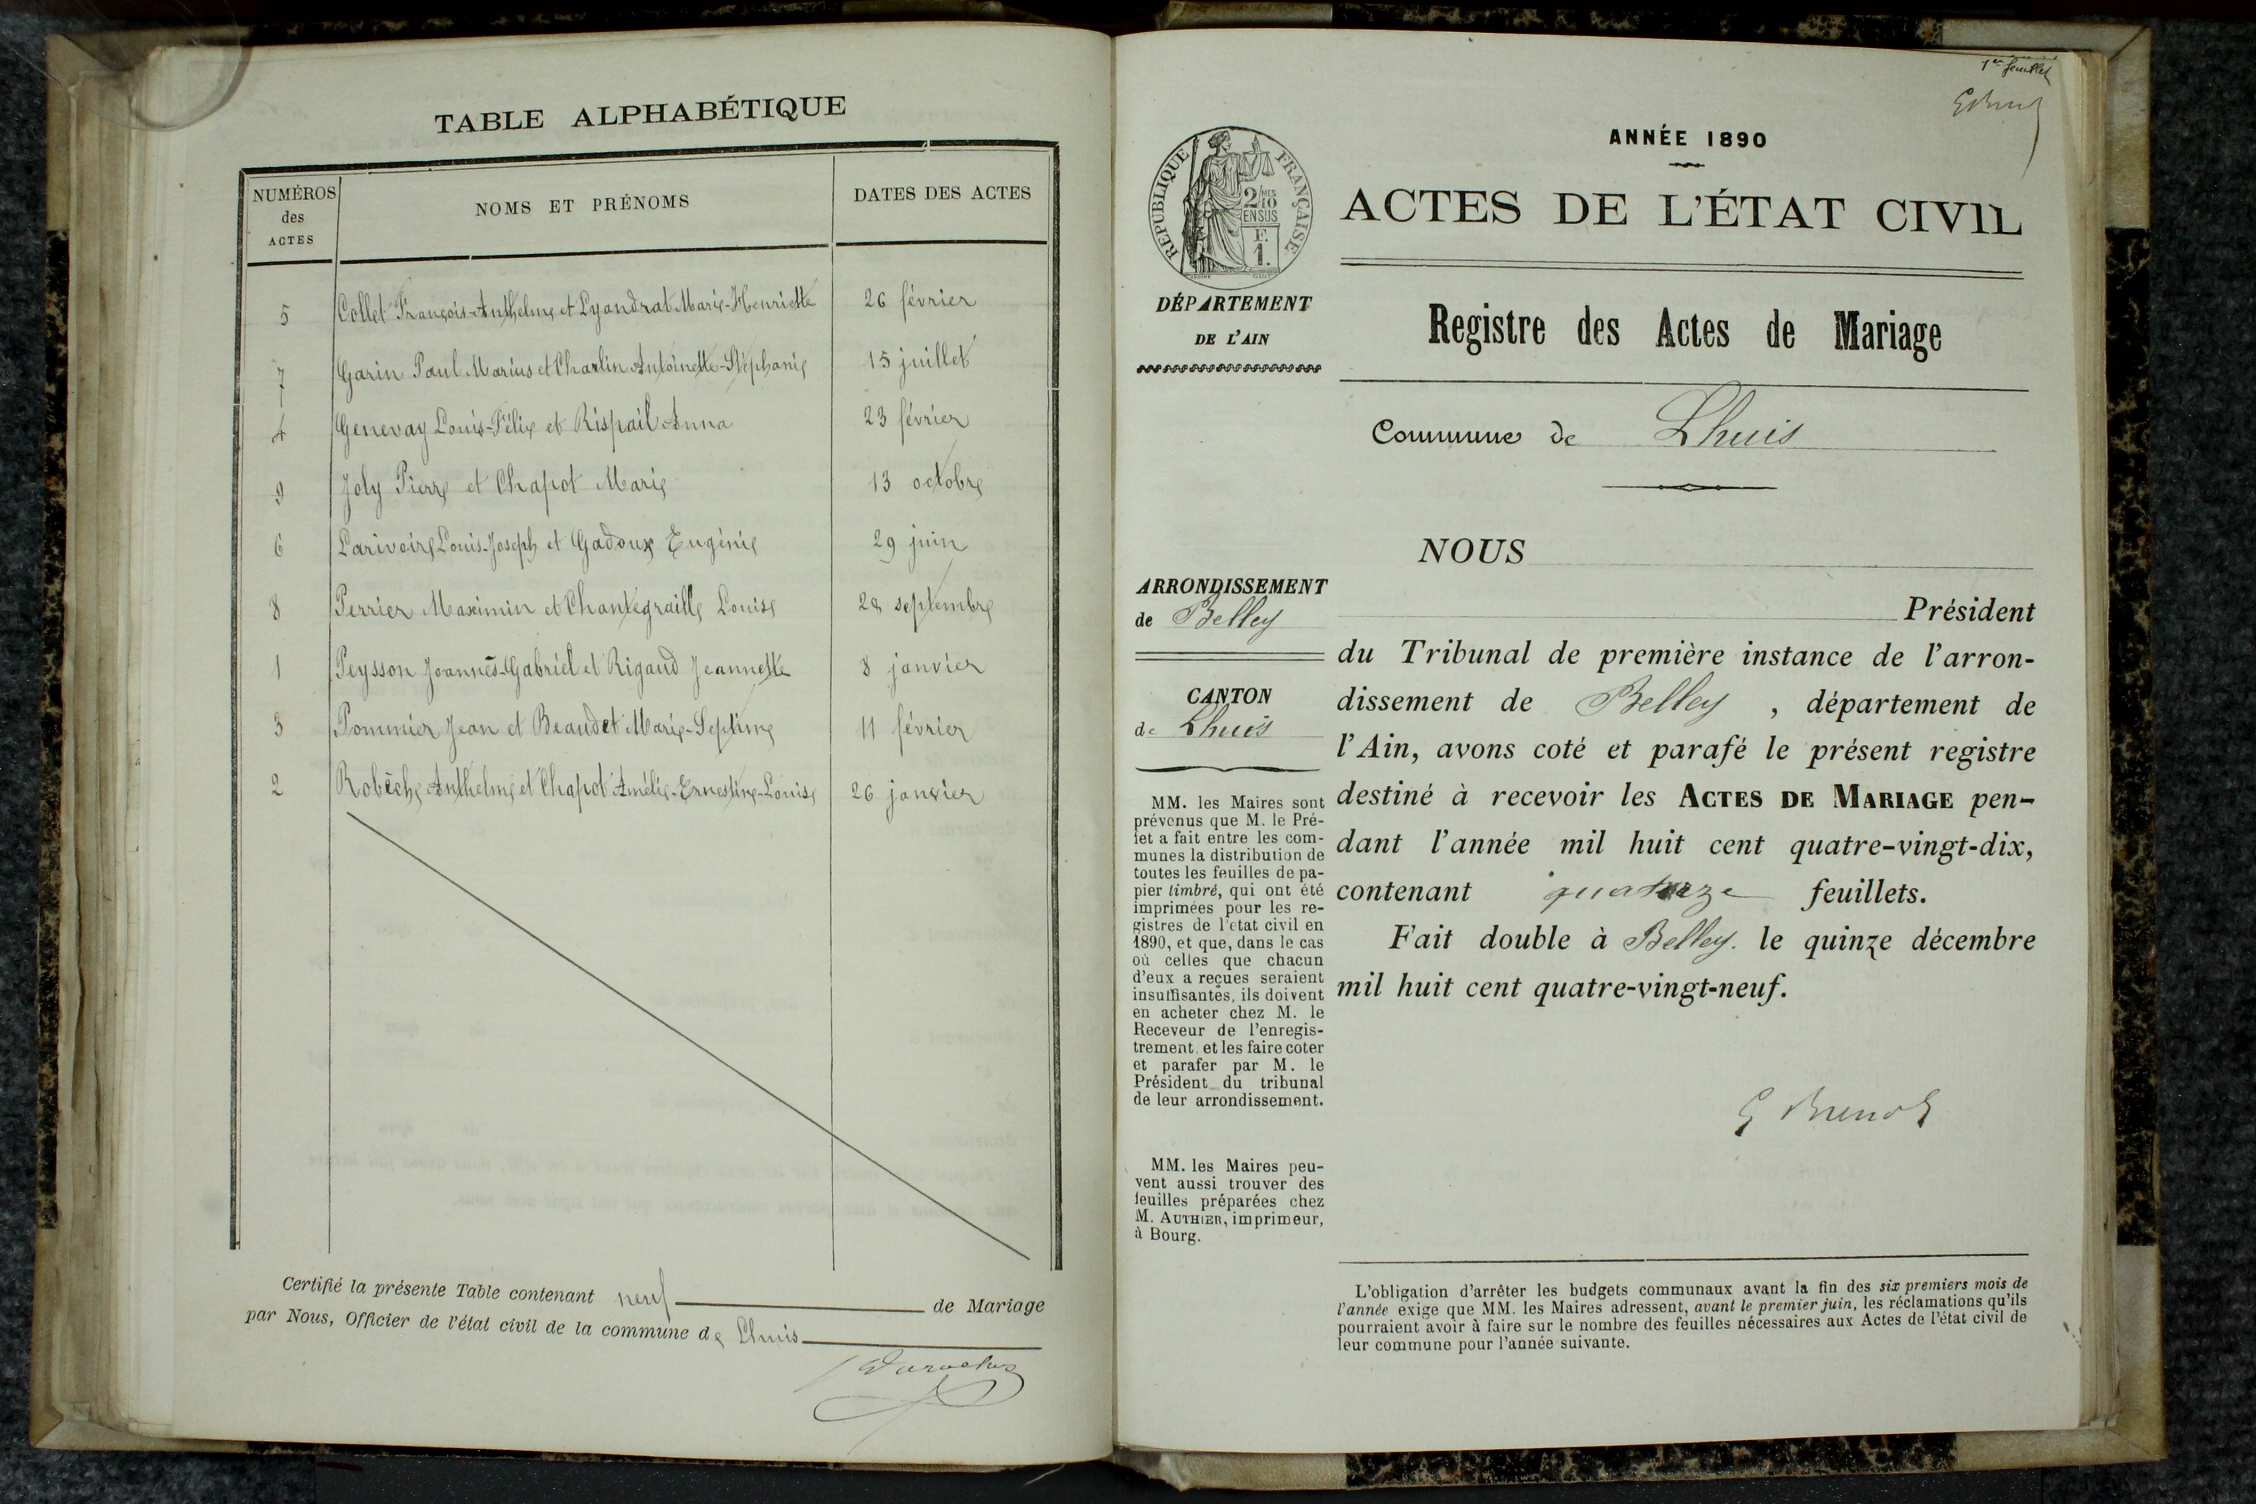 TABLE ALPHABÉTIQUE
NUMÉROS des ACTES
NOMS ET PRÉNOMS
DATES DES ACTES
5 Collet François-Anthelme et Lyandrat Marie-Henriette 26 février
7 Garin Paul Marius et Charlin Antoinette-Stéphanie 15 juillet
4 Genevay Louis-Félix et Rispail Anna 23 février
9 Joly Pierre et Chapot Marie 13 octobre
6 Larivoire Louis-Joseph et Gadoux Eugénie 29 juin
8 Perrier Maximin et Chantegraille Louise 28 septembre
1 Peysson Joannès-Gabriel et Rigaud Jeannette 8 janvier
3 Pommier Jean et Beaudet Marie-Septime 11 février
2 Robèche Anthelme et Chapot Amélie-Ernestine-Louise 26 janvier
Certifié la présente Table contenant neuf de Mariage
par Nous, Officier de l'état civil de la commune de Lhuis
1er feuillet
ANNÉE 1890
RÉPUBLIQUE FRANÇAISE
2/10 MES
EN SUS
F.
1.
ACTES DE L'ÉTAT CIVIL
DÉPARTEMENT
DE L'AIN
Registre des Actes de Mariage
Commune de Lhuis
ARRONDISSEMENT
de Belley
CANTON
de Lhuis
MM. les Maires sont
prévenus que M. le Pré-
fet a fait entre les com-
munes la distribution de
toutes les feuilles de pa-
pier timbré, qui ont été
imprimées pour les re-
gistres de l'état civil en
1890, et que, dans le cas
où celles que chacun
d'eux a reçues seraient
insuffisantes, ils doivent
en acheter chez M. le
Receveur de l'enregis-
trement et les faire coter
et parafer par M. le
Président du tribunal
de leur arrondissement.
MM. les Maires peu-
vent aussi trouver des
feuilles préparées chez
M. AUTHIER, imprimeur,
à Bourg.
NOUS
Président
du Tribunal de première instance de l'arron-
dissement de Belley, département de
l'Ain, avons coté et parafé le présent registre
destiné à recevoir les ACTES DE MARIAGE pen-
dant l'année mil huit cent quatre-vingt-dix,
contenant quatorze feuillets.
Fait double à Belley. le quinze décembre
mil huit cent quatre-vingt-neuf.
L'obligation d'arrêter les budgets communaux avant la fin des six premiers mois de
l'année exige que MM. les Maires adressent, avant le premier juin, les réclamations qu'ils
pourraient avoir à faire sur le nombre des feuilles nécessaires aux Actes de l'état civil de
leur commune pour l'année suivante.